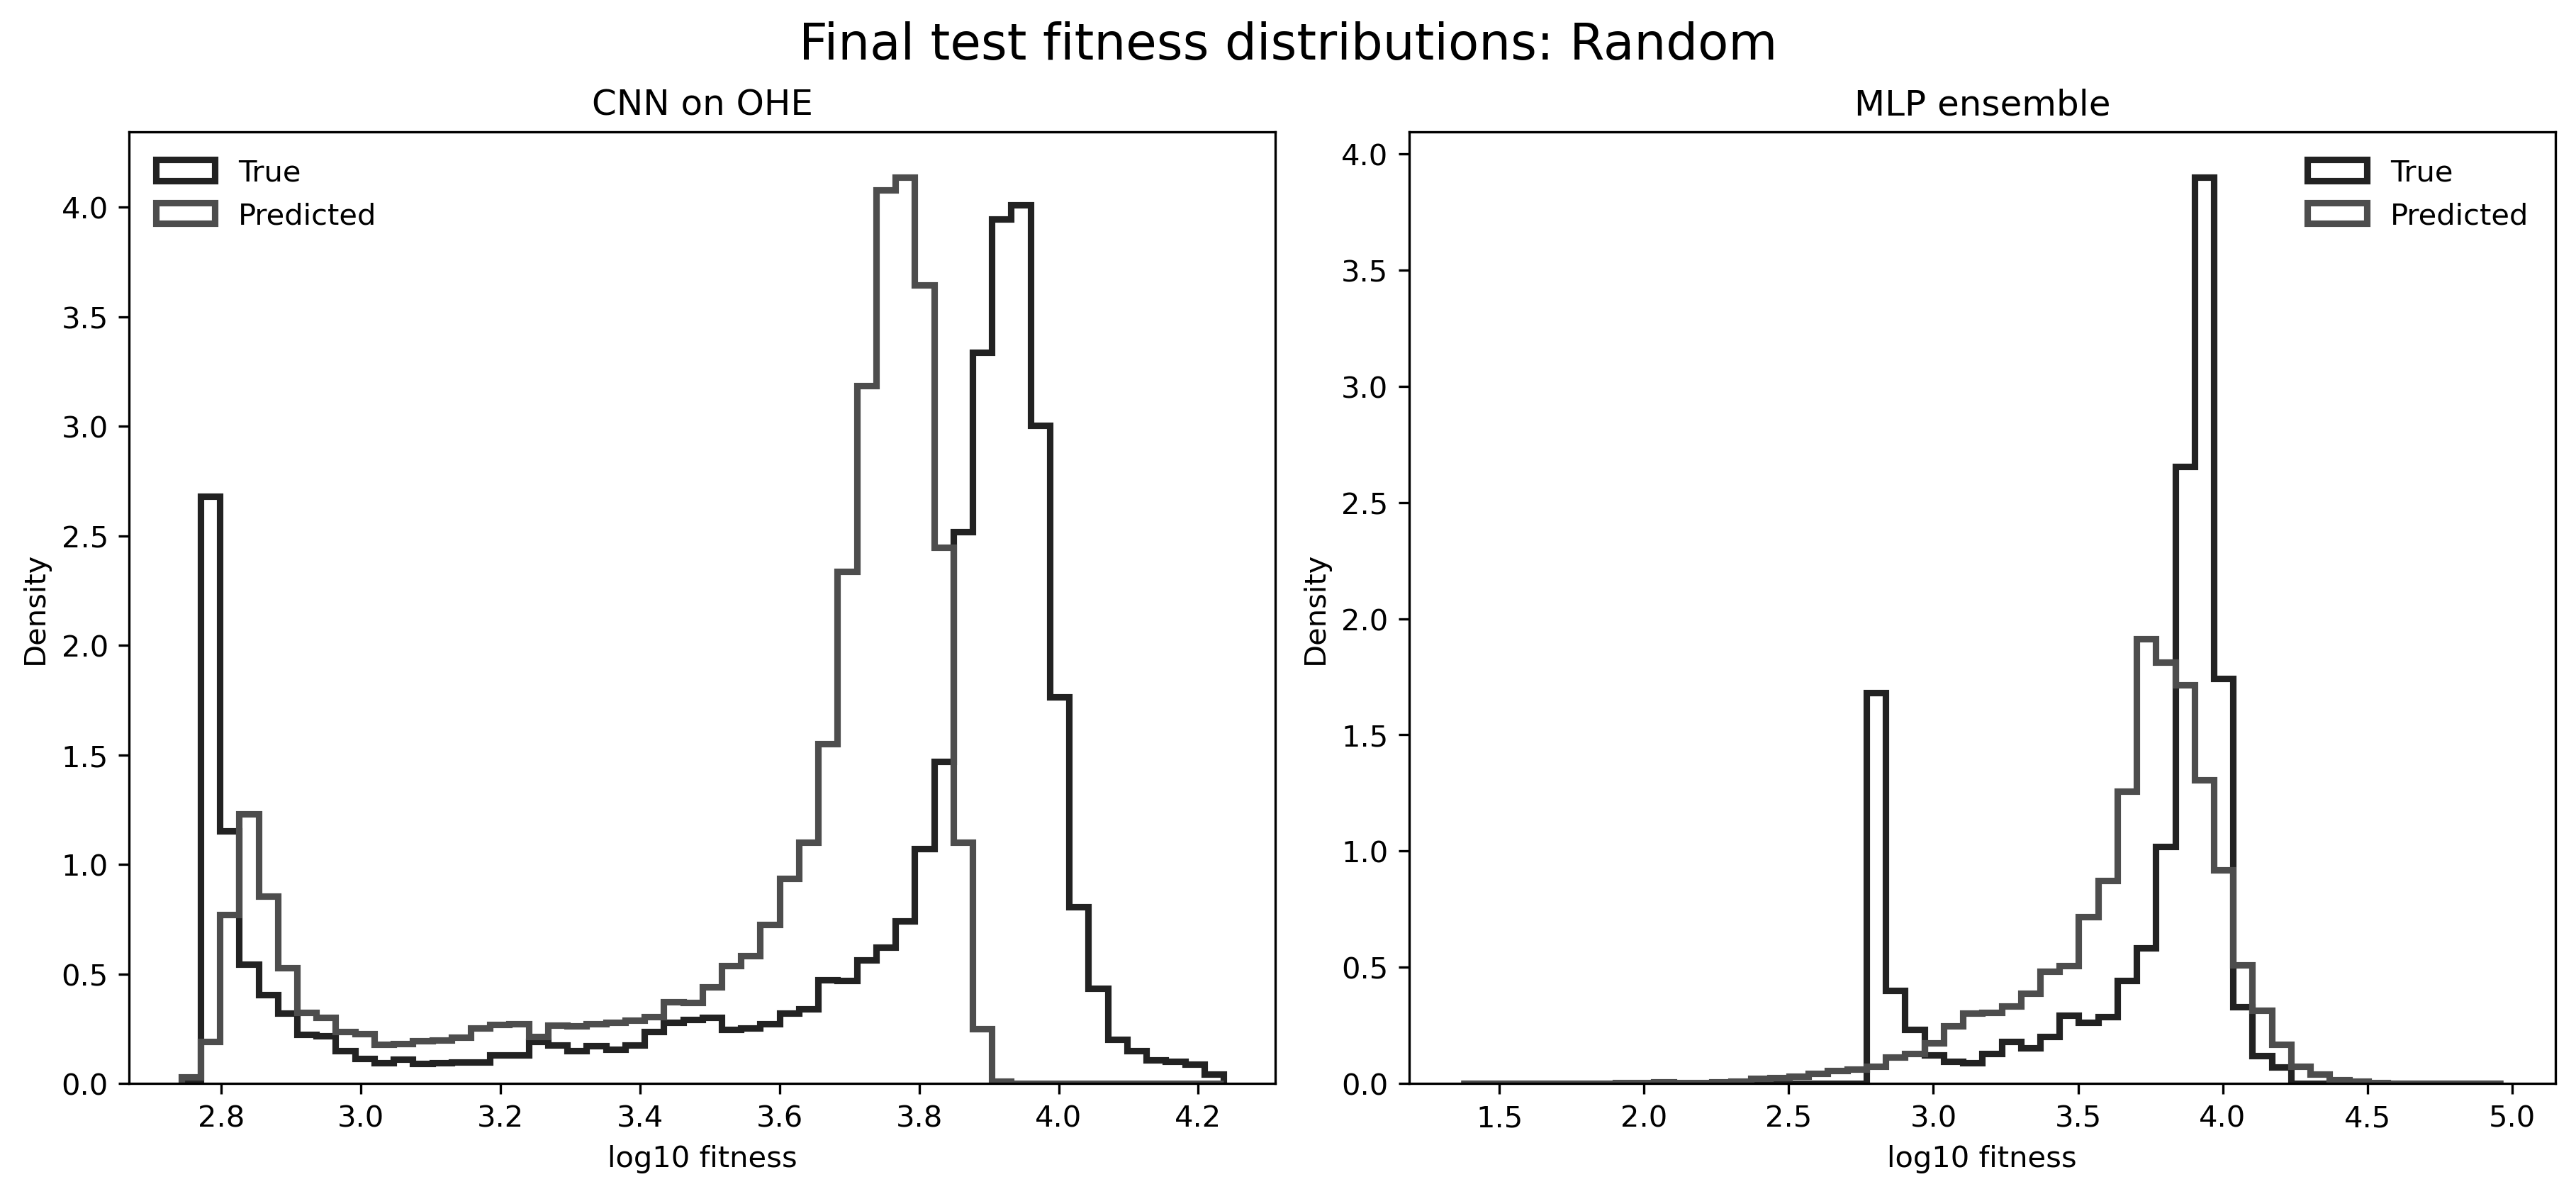 Final test fitness distributions: Random
CNN on OHE
True
Predicted
4.0
3.5
3.0
2.5
2.0
1.5
1.0
0.5
0.0
Density
2.8 3.0 3.2 3.4 3.6 3.8 4.0 4.2
log10 fitness
MLP ensemble
True
Predicted
4.0
3.5
3.0
2.5
2.0
1.5
1.0
0.5
0.0
Density
1.5 2.0 2.5 3.0 3.5 4.0 4.5 5.0
log10 fitness